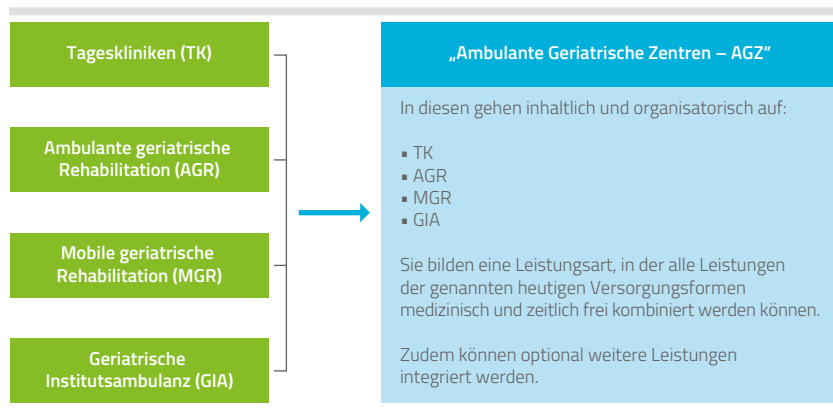 Tageskliniken (TK)
Ambulante geriatrische
Rehabilitation (AGR)
Mobile geriatrische
Rehabilitation (MGR)
Geriatrische
Institutsambulanz (GIA)
„Ambulante Geriatrische Zentren – AGZ“
In diesen gehen inhaltlich und organisatorisch auf:
▪ TK
▪ AGR
▪ MGR
▪ GIA
Sie bilden eine Leistungsart, in der alle Leistungen
der genannten heutigen Versorgungsformen
medizinisch und zeitlich frei kombiniert werden können.
Zudem können optional weitere Leistungen
integriert werden.